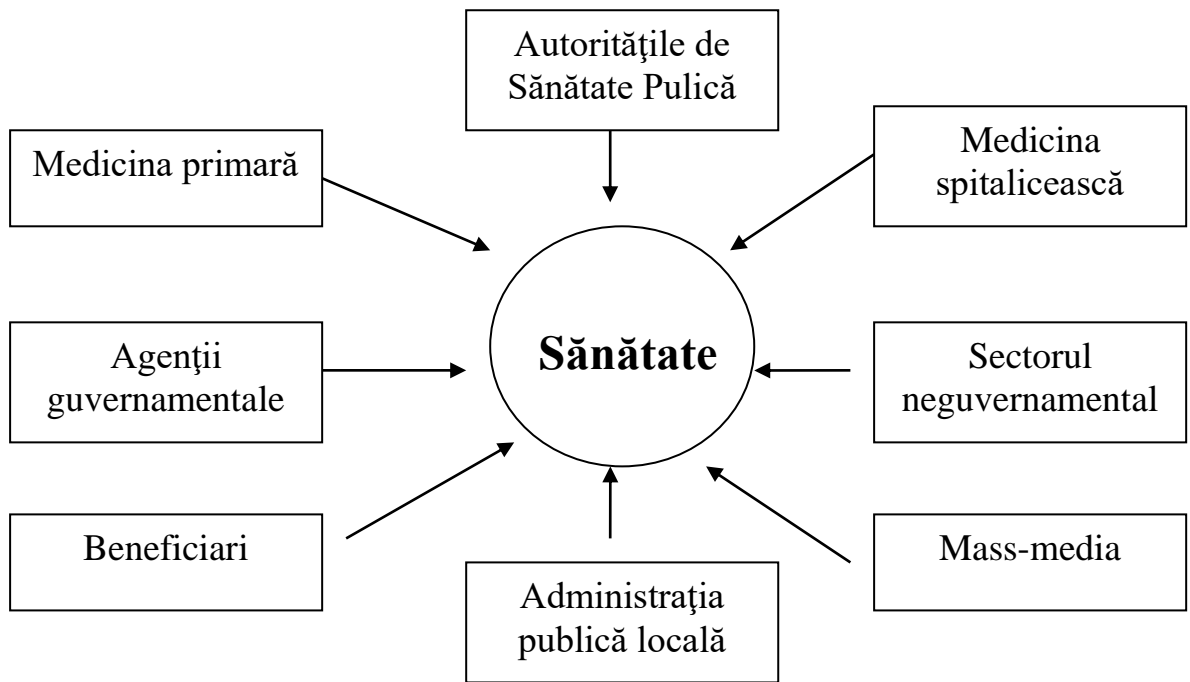 Autorităţile de
Sănătate Pulică
Medicina primară
Medicina
spitalicească
Agenţii
guvernamentale
Sănătate
Sectorul
neguvernamental
Beneficiari
Mass-media
Administraţia
publică locală